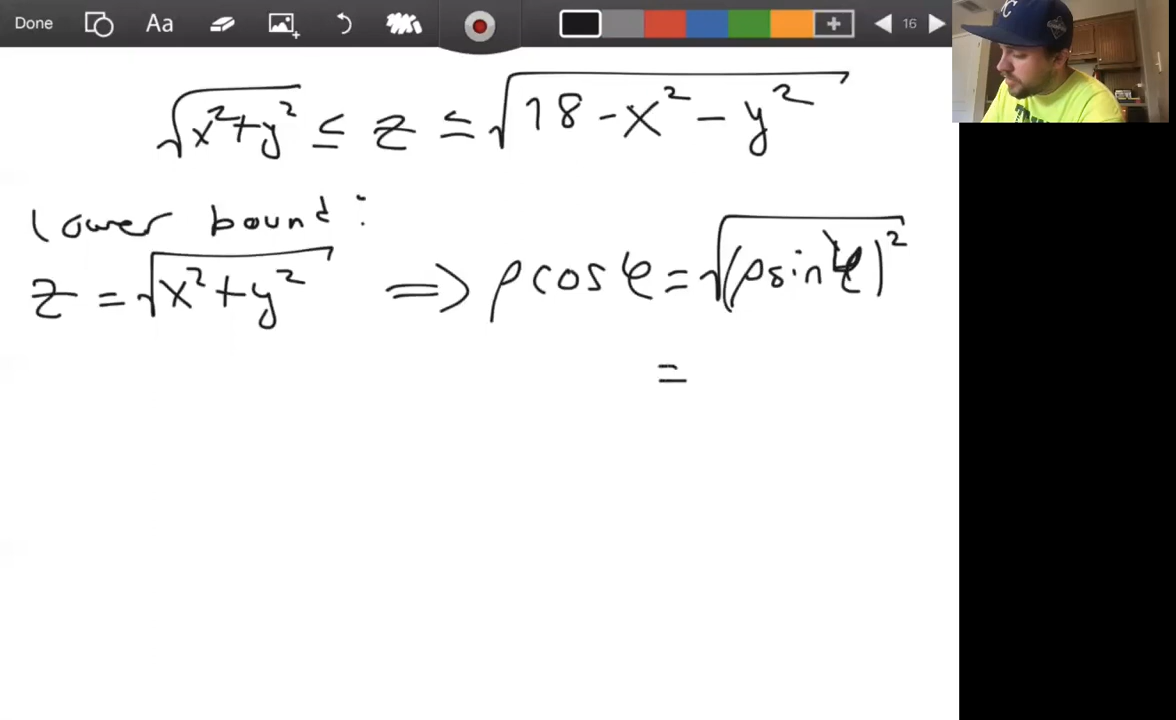 Done Aa 16
√(x²+y²) ≤ z ≤ √(18-x²-y²)
lower bound:
z = √(x²+y²) ⟹ ρcosφ = √((ρsinφ)²)
=